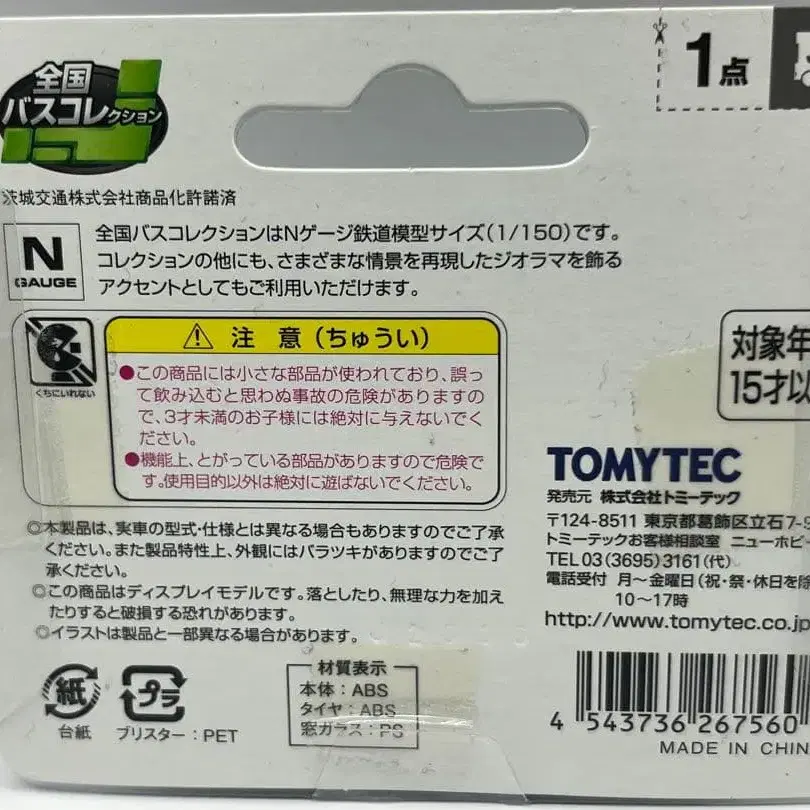 全国
バスコレクション
1点
茨城交通株式会社商品化許諾済
N
GAUGE
全国バスコレクションはNゲージ鉄道模型サイズ(1/150)です。
コレクションの他にも、さまざまな情景を再現したジオラマを飾る
アクセントとしてもご利用いただけます。
くちにいれない
注 意 (ちゅうい)
●この商品には小さな部品が使われており、誤っ
て飲み込むと思わぬ事故の危険がありますの
で、3才未満のお子様には絶対に与えないでく
ださい。
●機能上、とがっている部品がありますので危険で
す。使用目的以外は絶対に遊ばないでください。
対象年
15才以
TOMYTEC
発売元 株式会社トミーテック
〒124-8511 東京都葛飾区立石7-9
トミーテックお客様相談室 ニューホビー
TEL 03(3695)3161(代)
電話受付 月〜金曜日(祝・祭・休日を除
10〜17時
http://www.tomytec.co.jp
◎本製品は、実車の型式・仕様とは異なる場合もありますのでご了承
ください。また製品特性上、外観にはバラツキがありますのでご了
承ください。
◎この商品はディスプレイモデルです。落としたり、無理な力を加え
たりすると破損する恐れがあります。
◎イラストは製品と一部異なる場合があります。
紙
台紙
プラ
ブリスター:PET
材質表示
本体:ABS
タイヤ:ABS
窓ガラス:PS
4 543736 267560
MADE IN CHIN